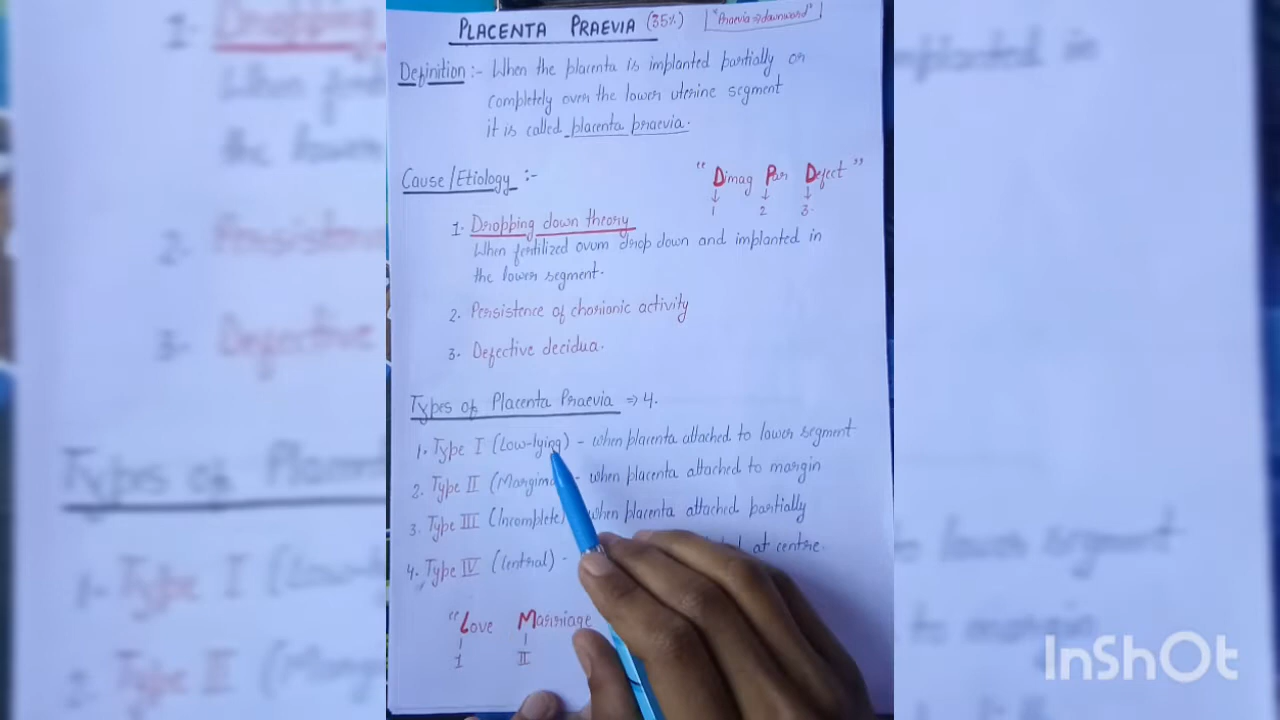 PLACENTA PRAEVIA (35%) "Praevia⇒downward"
Definition :- When the placenta is implanted partially or
completely over the lower uterine segment
it is called placenta praevia.
Cause/Etiology :-
"Dimag Par Defect"
↓ ↓ ↓
1 2 3.
1. Dropping down theory
When fertilized ovum drop down and implanted in
the lower segment.
2. Persistence of chorionic activity
3. Defective decidua.
Types of Placenta Praevia ⇒ 4.
1. Type I (Low-lying) - when placenta attached to lower segment
2. Type II (Margina - when placenta attached to margin
3. Type III (Incomplete) when placenta attached partially
4. Type IV (Central) - at centre.
"Love Marriage
1 II
InShOt